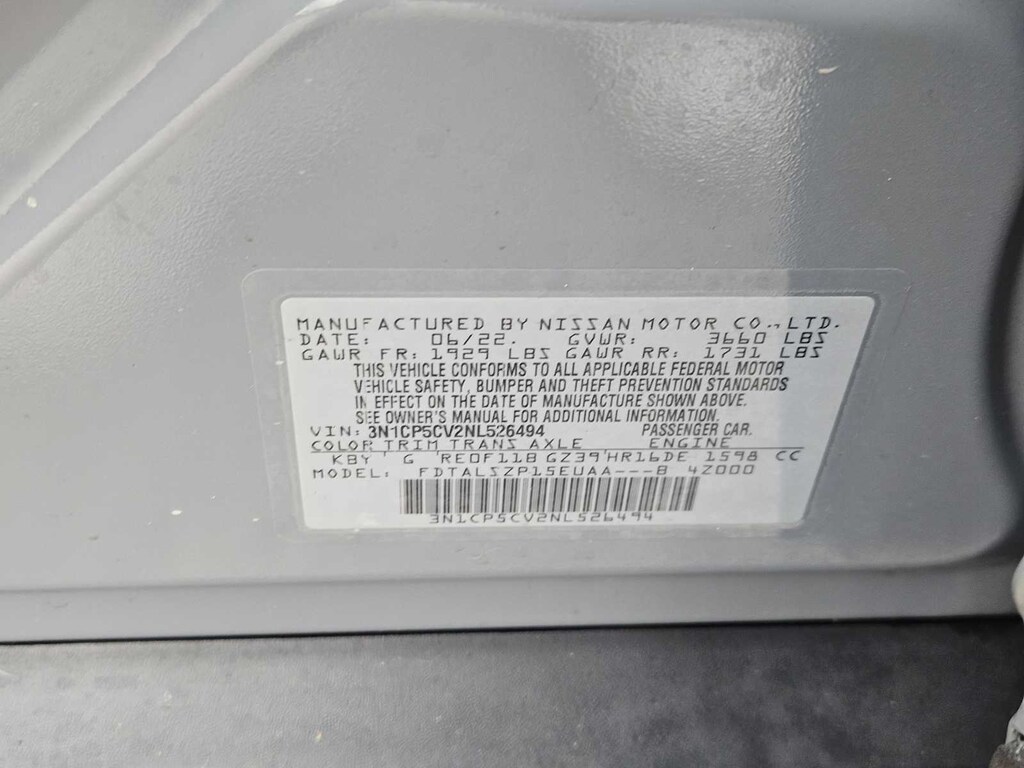 MANUFACTURED BY NISSAN MOTOR CO.,LTD.
DATE: 06/22. GVWR: 3660 LBS
GAWR FR: 1929 LBS GAWR RR: 1731 LBS
THIS VEHICLE CONFORMS TO ALL APPLICABLE FEDERAL MOTOR
VEHICLE SAFETY, BUMPER AND THEFT PREVENTION STANDARDS
IN EFFECT ON THE DATE OF MANUFACTURE SHOWN ABOVE.
SEE OWNER'S MANUAL FOR ADDITIONAL INFORMATION.
VIN: 3N1CP5CV2NL526494 PASSENGER CAR.
COLOR TRIM TRANS AXLE ENGINE
KBY ' G 'RE0F11B GZ39'HR16DE 1598 CC
MODEL: FDTALSZP15EUAA---B 4Z000
3N1CP5CV2NL526494